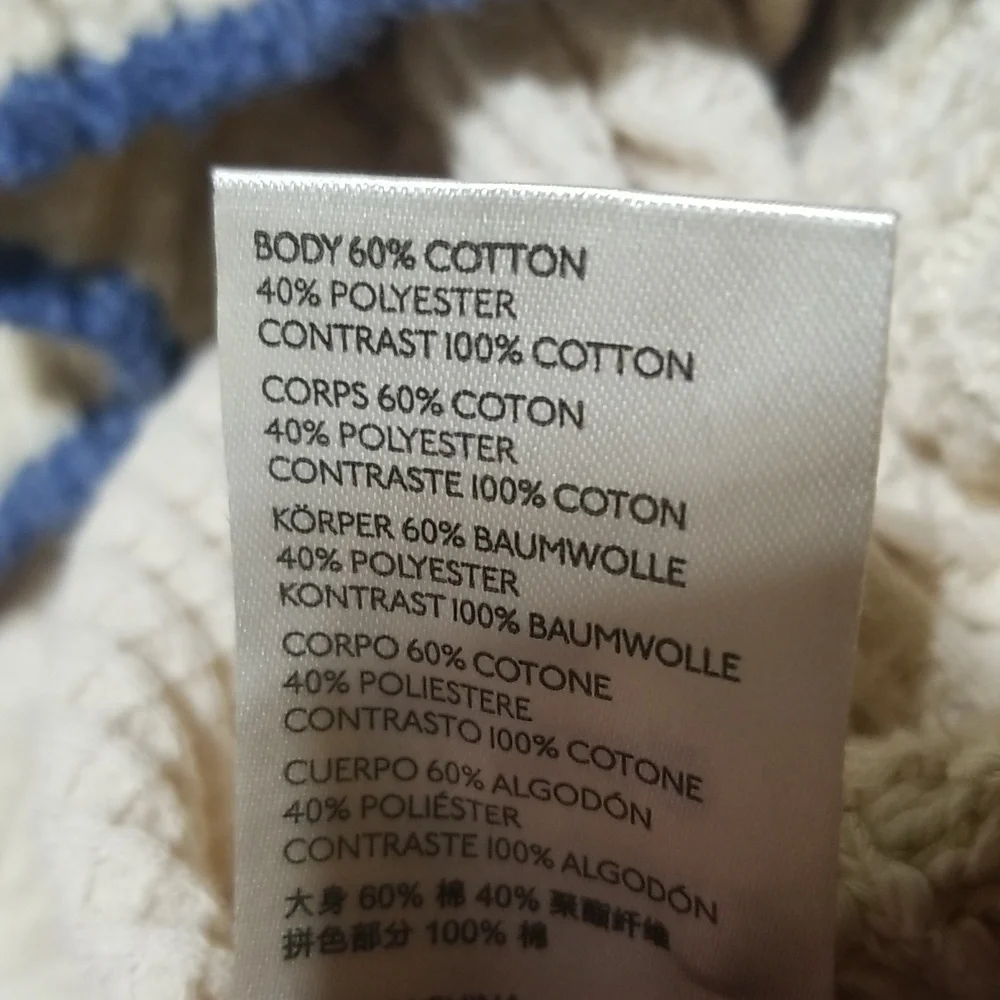 BODY 60% COTTON
40% POLYESTER
CONTRAST 100% COTTON
CORPS 60% COTON
40% POLYESTER
CONTRASTE 100% COTON
KÖRPER 60% BAUMWOLLE
40% POLYESTER
KONTRAST 100% BAUMWOLLE
CORPO 60% COTONE
40% POLIESTERE
CONTRASTO 100% COTONE
CUERPO 60% ALGODÓN
40% POLIÉSTER
CONTRASTE 100% ALGODÓN
大身 60% 棉 40% 聚酯纤维
拼色部分 100% 棉